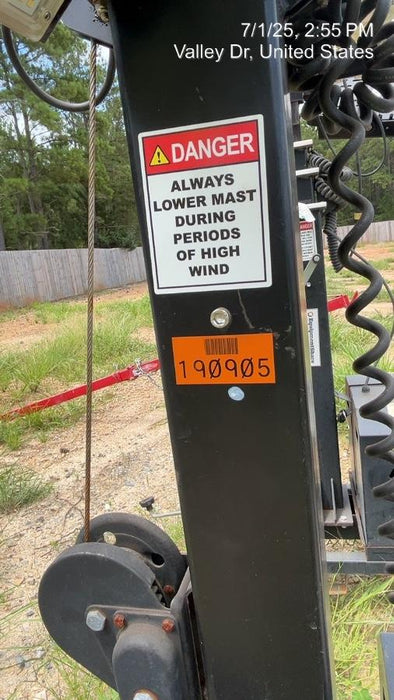 7/1/25, 2:55 PM
Valley Dr, United States
DANGER
ALWAYS
LOWER MAST
DURING
PERIODS
OF HIGH
WIND
190905
EquipmentShare